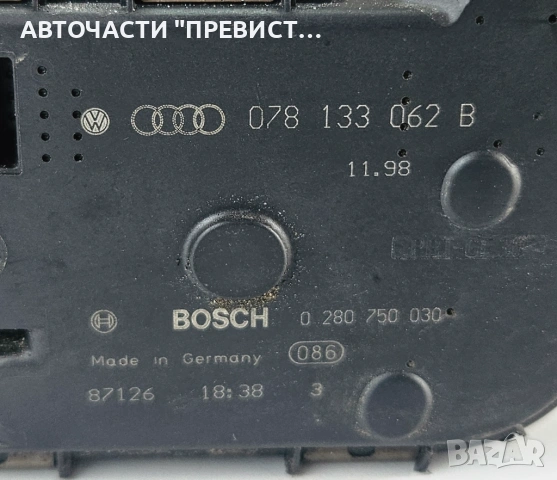 АВТОЧАСТИ "ПРЕВИСТ...
078 133 062 B
11.98
BOSCH 0 280 750 030
Made in Germany 086
87126 18:38 3
BAZAR